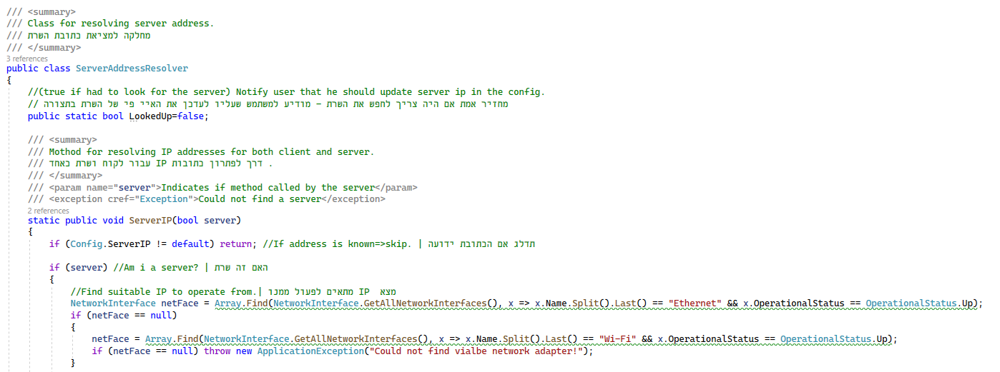 /// <summary>
/// Class for resolving server address.
/// מחלקה למציאת כתובת השרת
/// </summary>
3 references
public class ServerAddressResolver
{
//(true if had to look for the server) Notify user that he should update server ip in the config.
// מחזיר אמת אם היה צריך לחפש את השרת - מודיע למשתמש שעליו לעדכן את האיי פי של השרת בתצורה
public static bool LookedUp=false;
/// <summary>
/// Mothod for resolving IP addresses for both client and server.
/// דרך לפתרון כתובות IP עבור לקוח ושרת כאחד .
/// </summary>
/// <param name="server">Indicates if method called by the server</param>
/// <exception cref="Exception">Could not find a server</exception>
2 references
static public void ServerIP(bool server)
{
if (Config.ServerIP != default) return; //If address is known=>skip. | תדלג אם הכתובת ידועה
if (server) //Am i a server? | האם זה שרת
{
//Find suitable IP to operate from.| מצא  IP מתאים לפעול ממנו
NetworkInterface netFace = Array.Find(NetworkInterface.GetAllNetworkInterfaces(), x => x.Name.Split().Last() == "Ethernet" && x.OperationalStatus == OperationalStatus.Up);
if (netFace == null)
{
netFace = Array.Find(NetworkInterface.GetAllNetworkInterfaces(), x => x.Name.Split().Last() == "Wi-Fi" && x.OperationalStatus == OperationalStatus.Up);
if (netFace == null) throw new ApplicationException("Could not find vialbe network adapter!");
}